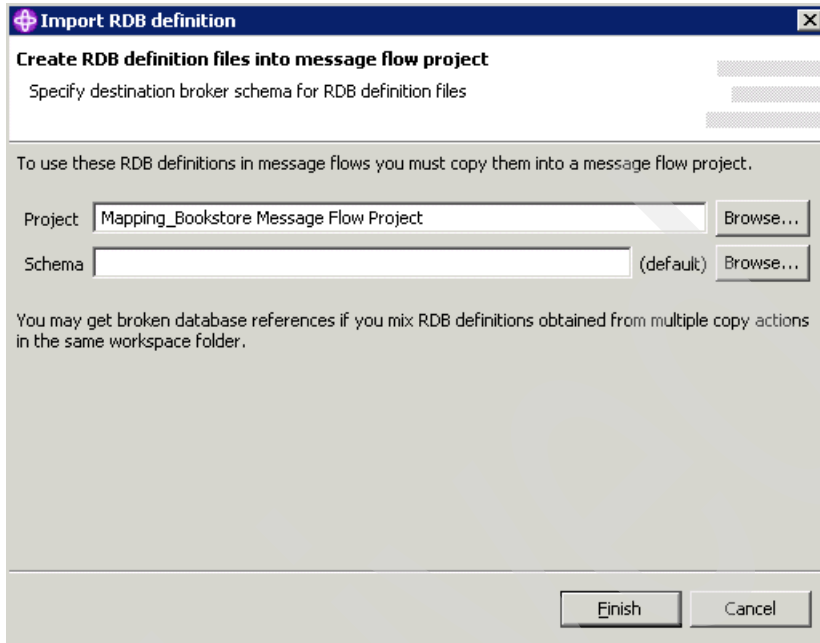 Import RDB definition
Create RDB definition files into message flow project
Specify destination broker schema for RDB definition files
To use these RDB definitions in message flows you must copy them into a message flow project.
Project Mapping_Bookstore Message Flow Project Browse...
Schema (default) Browse...
You may get broken database references if you mix RDB definitions obtained from multiple copy actions
in the same workspace folder.
Finish Cancel